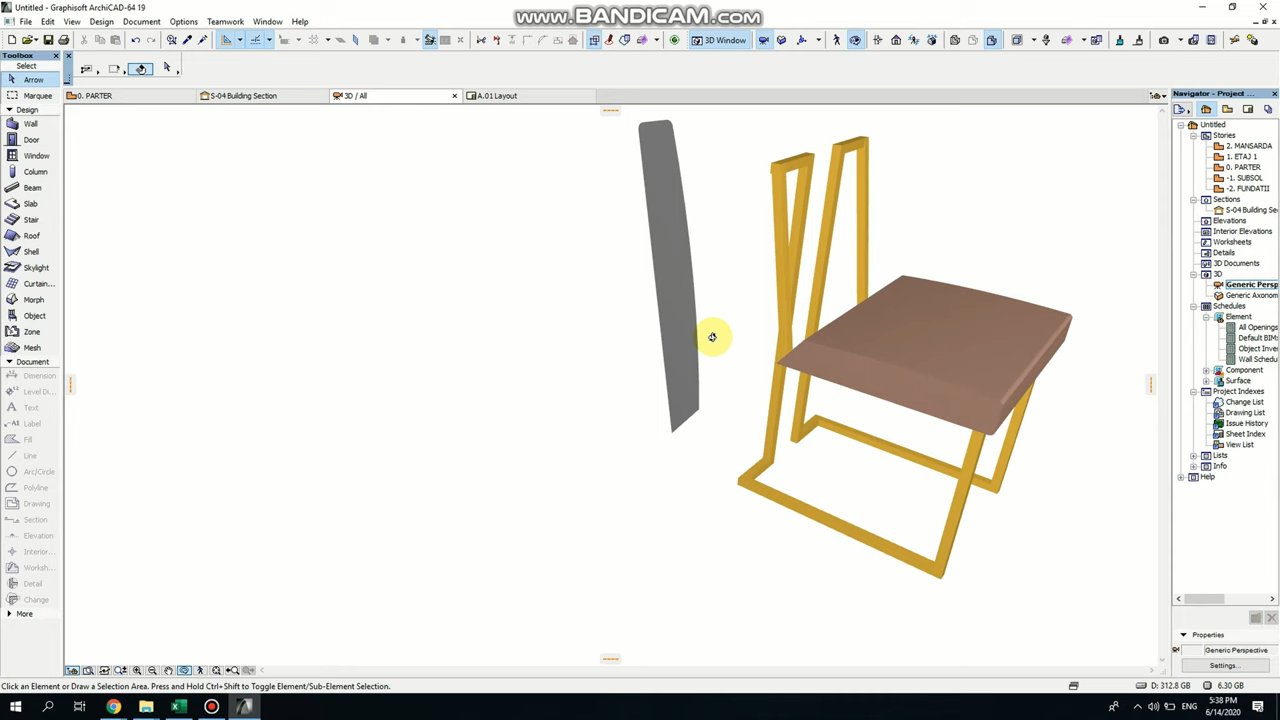 Untitled - Graphisoft ArchiCAD-64 19
www.BANDICAM.com
File Edit View Design Document Options Teamwork Window Help
3D Window
Toolbox
Select
Arrow
Marquee
Design
Wall
Door
Window
Column
Beam
Slab
Stair
Roof
Shell
Skylight
Curtain...
Morph
Object
Zone
Mesh
Document
Dimension
Level Di...
Text
Label
Fill
Line
Arc/Circle
Polyline
Drawing
Section
Elevation
Interior...
Worksh...
Detail
Change
More
0. PARTER
S-04 Building Section
3D / All
A.01 Layout
Navigator - Project ...
Untitled
Stories
2. MANSARDA
1. ETAJ 1
0. PARTER
-1. SUBSOL
-2. FUNDATII
Sections
S-04 Building Se
Elevations
Interior Elevations
Worksheets
Details
3D Documents
3D
Generic Persp
Generic Axonom
Schedules
Element
All Openings
Default BIM:
Object Inve
Wall Schedu
Component
Surface
Project Indexes
Change List
Drawing List
Issue History
Sheet Index
View List
Lists
Info
Help
Properties
Generic Perspective
Settings...
Click an Element or Draw a Selection Area. Press and Hold Ctrl+Shift to Toggle Element/Sub-Element Selection.
D: 312.8 GB
6.30 GB
ENG
5:38 PM
6/14/2020